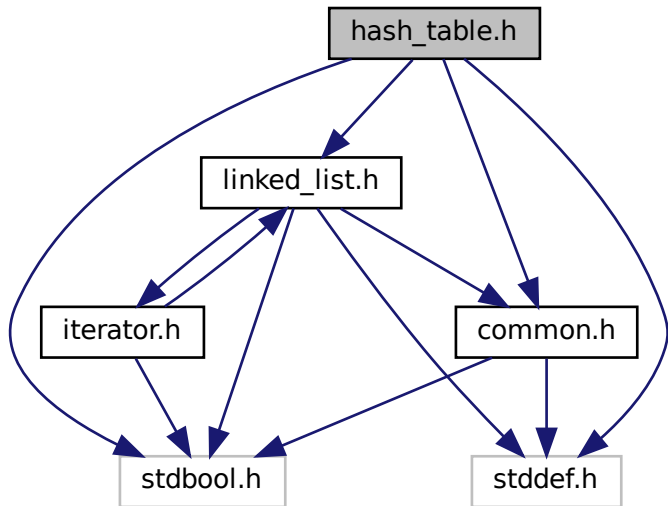 hash_table.h
linked_list.h
iterator.h
common.h
stdbool.h
stddef.h